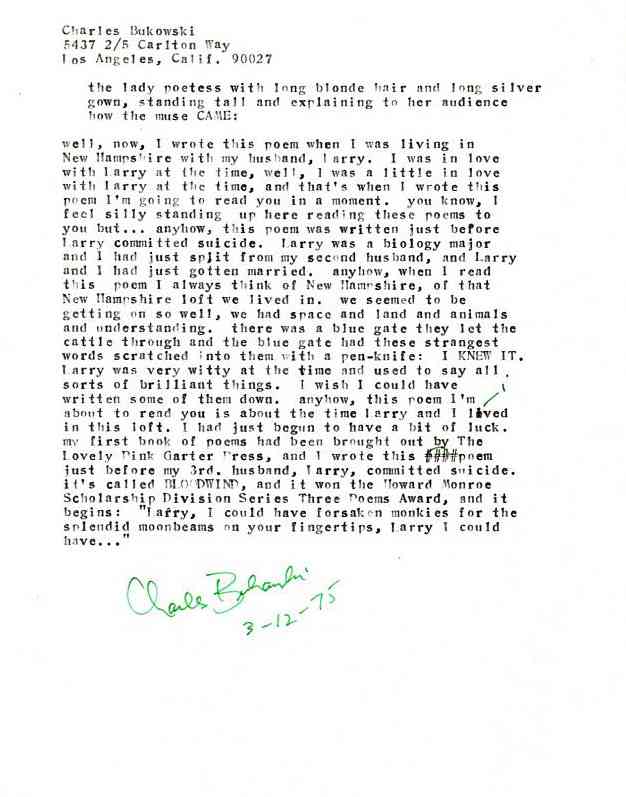 Charles Bukowski
5437 2/5 Carlton Way
Los Angeles, Calif. 90027
the lady poetess with long blonde hair and long silver
gown, standing tall and explaining to her audience
how the muse CAME:
well, now, I wrote this poem when I was living in
New Hampshire with my husband, Larry. I was in love
with Larry at the time, well, I was a little in love
with Larry at the time, and that's when I wrote this
poem I'm going to read you in a moment. you know, I
feel silly standing up here reading these poems to
you but... anyhow, this poem was written just before
Larry committed suicide. Larry was a biology major
and I had just split from my second husband, and Larry
and I had just gotten married. anyhow, when I read
this poem I always think of New Hampshire, of that
New Hampshire loft we lived in. we seemed to be
getting on so well, we had space and land and animals
and understanding. there was a blue gate they let the
cattle through and the blue gate had these strangest
words scratched into them with a pen-knife: I KNEW IT.
Larry was very witty at the time and used to say all
sorts of brilliant things. I wish I could have
written some of them down. anyhow, this poem I'm
about to read you is about the time Larry and I lived
in this loft. I had just begun to have a bit of luck.
my first book of poems had been brought out by The
Lovely Pink Garter Press, and I wrote this ####poem
just before my 3rd. husband, Larry, committed suicide.
it's called BLOODWIND, and it won the Howard Monroe
Scholarship Division Series Three Poems Award, and it
begins: "Larry, I could have forsaken monkies for the
splendid moonbeams on your fingertips, Larry I could
have..."
Charles Bukowski
3-12-75